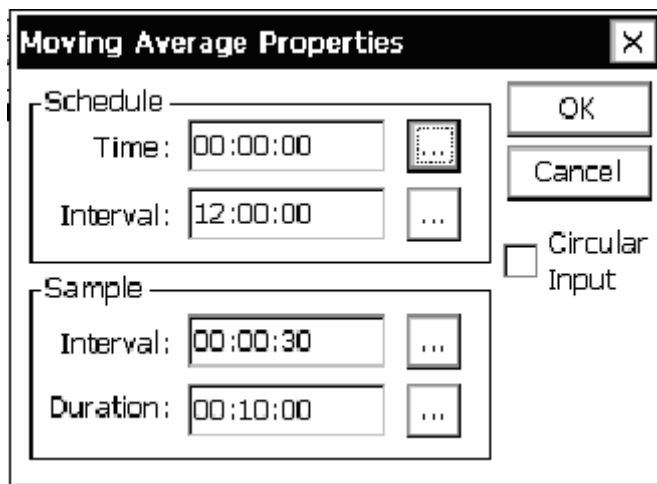 Moving Average Properties
Schedule
Time: 00:00:00 ...
Interval: 12:00:00 ...
Sample
Interval: 00:00:30 ...
Duration: 00:10:00 ...
OK
Cancel
Circular
Input